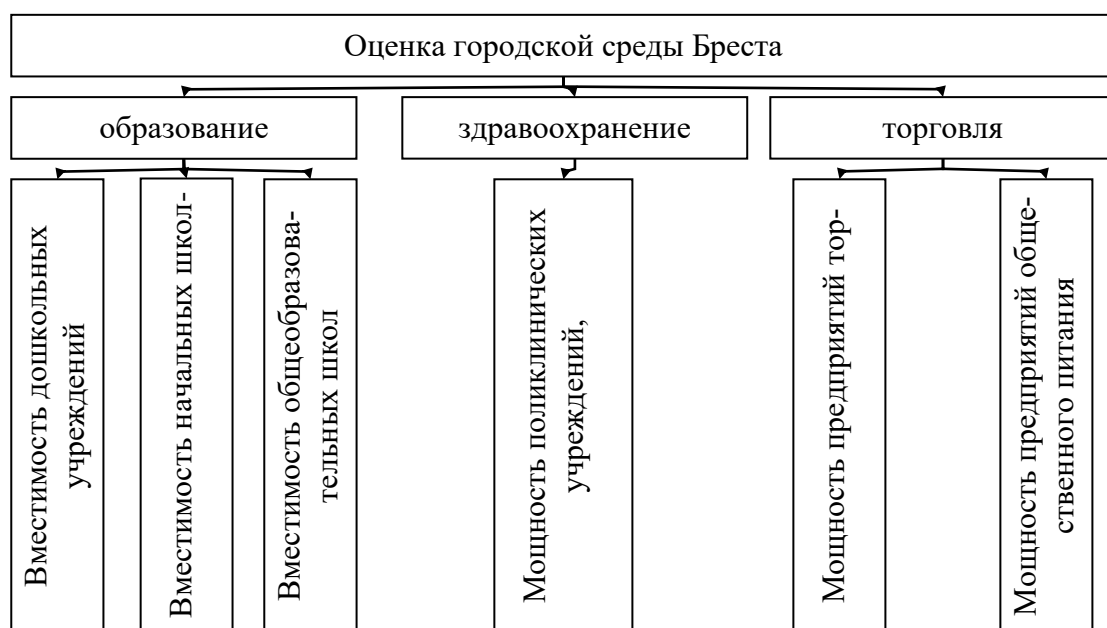 Оценка городской среды Бреста
образование
здравоохранение
торговля
Вместимость дошкольных
учреждений
Вместимость начальных школ-
Вместимость общеобразова-
тельных школ
Мощность поликлинических
учреждений,
Мощность предприятий тор-
Мощность предприятий обще-
ственного питания